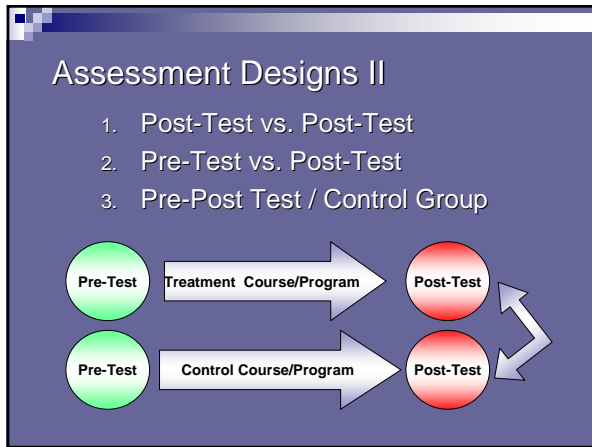 Assessment Designs II
1. Post-Test vs. Post-Test
2. Pre-Test vs. Post-Test
3. Pre-Post Test / Control Group
Pre-Test Treatment Course/Program Post-Test
Pre-Test Control Course/Program Post-Test